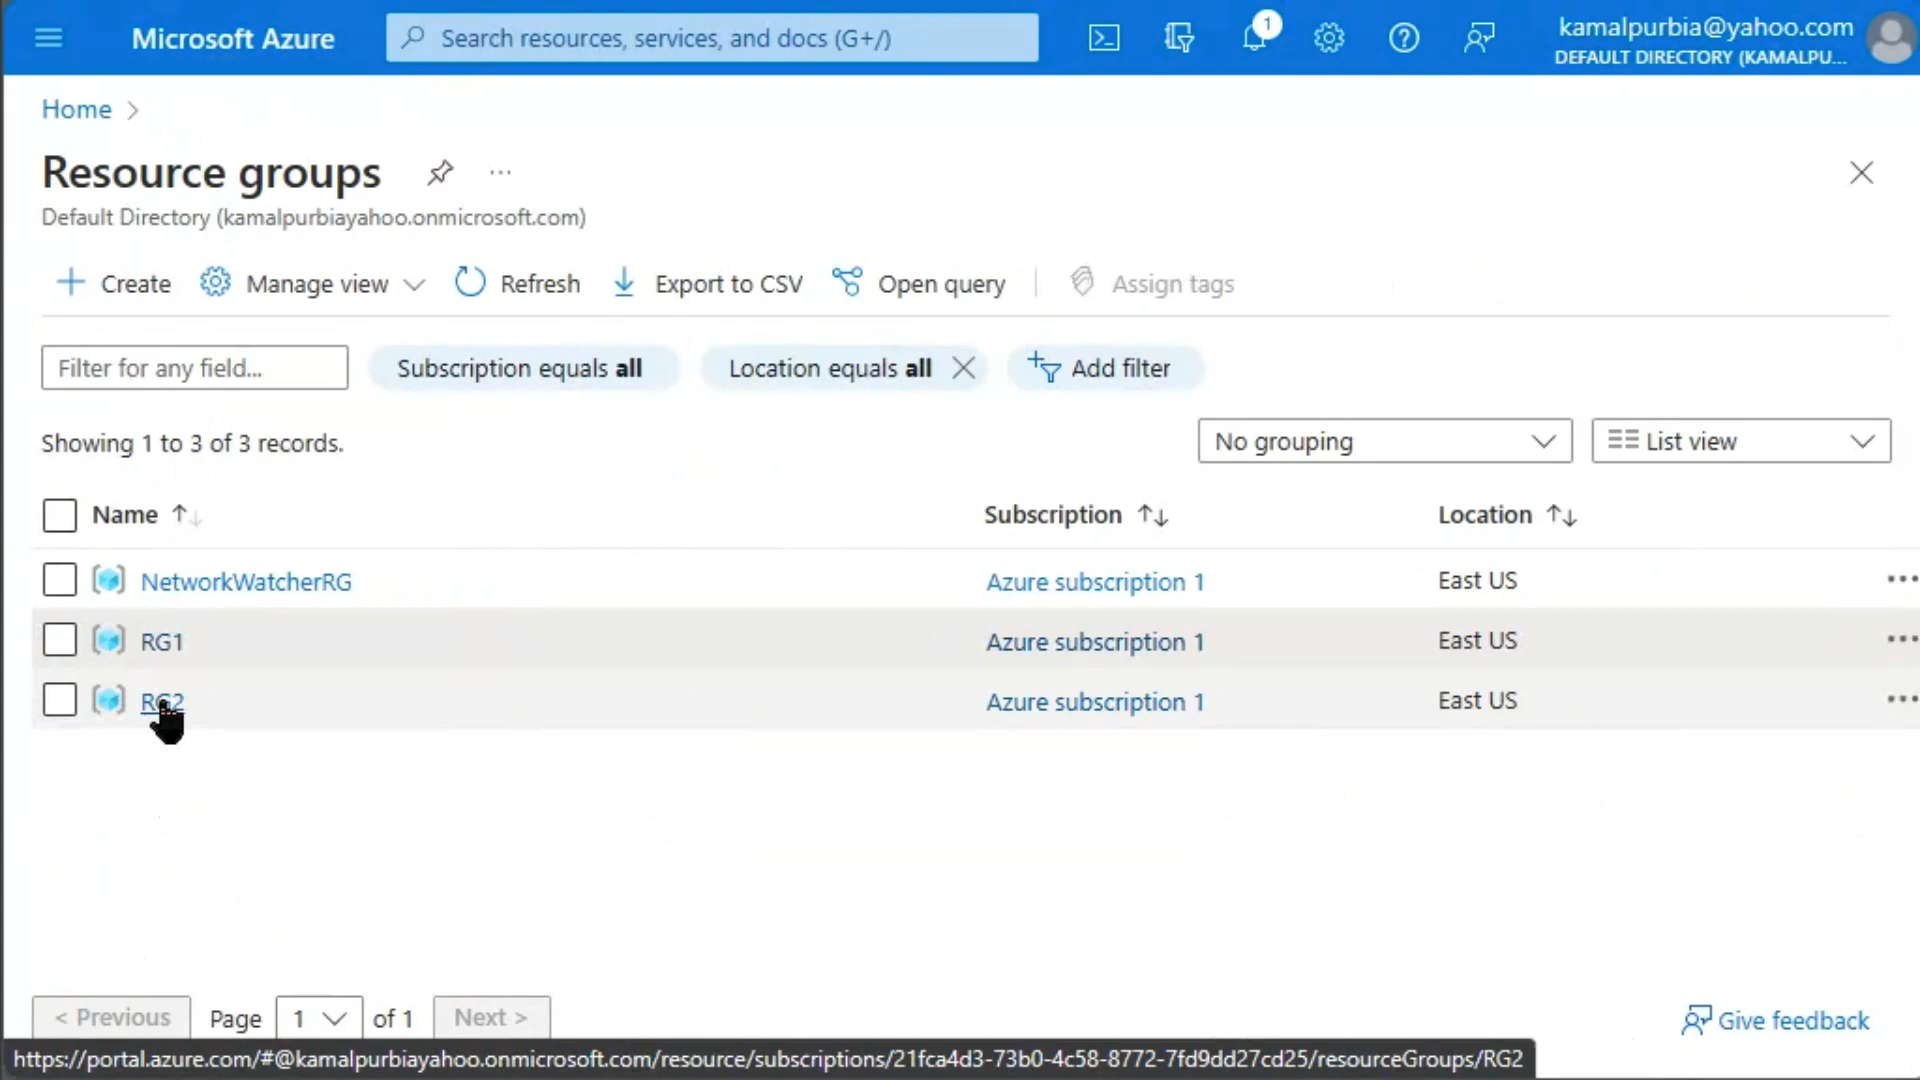 Microsoft Azure
Search resources, services, and docs (G+/)
1
kamalpurbia@yahoo.com
DEFAULT DIRECTORY (KAMALPU...
Home
Resource groups
Default Directory (kamalpurbiayahoo.onmicrosoft.com)
Create
Manage view
Refresh
Export to CSV
Open query
Assign tags
Filter for any field...
Subscription equals all
Location equals all
Add filter
Showing 1 to 3 of 3 records.
No grouping
List view
Name
Subscription
Location
NetworkWatcherRG
Azure subscription 1
East US
RG1
Azure subscription 1
East US
RG2
Azure subscription 1
East US
< Previous
Page
1
of 1
Next >
Give feedback
https://portal.azure.com/#@kamalpurbiayahoo.onmicrosoft.com/resource/subscriptions/21fca4d3-73b0-4c58-8772-7fd9dd27cd25/resourceGroups/RG2